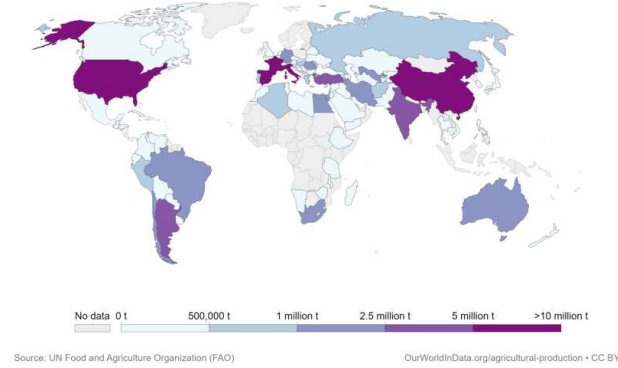 No data 0 t 500,000 t 1 million t 2.5 million t 5 million t >10 million t
Source: UN Food and Agriculture Organization (FAO) OurWorldInData.org/agricultural-production • CC BY